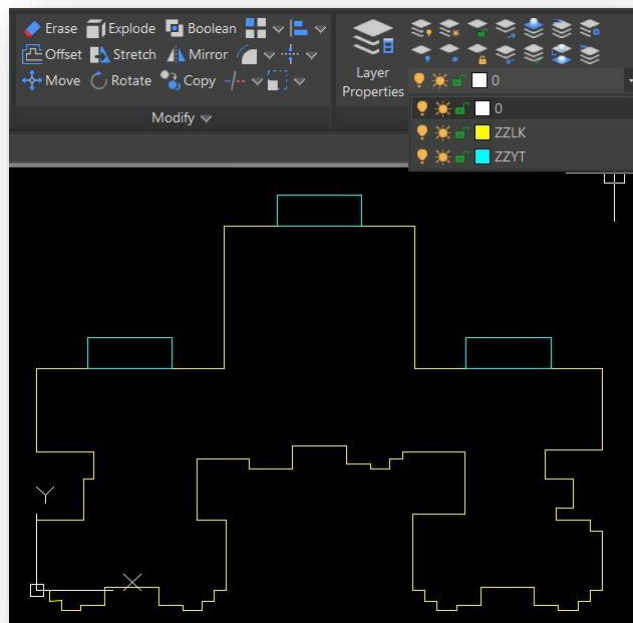 Erase Explode Boolean
Offset Stretch Mirror
Move Rotate Copy
Modify
Layer
Properties
0
0
ZZLK
ZZYT
Y
X